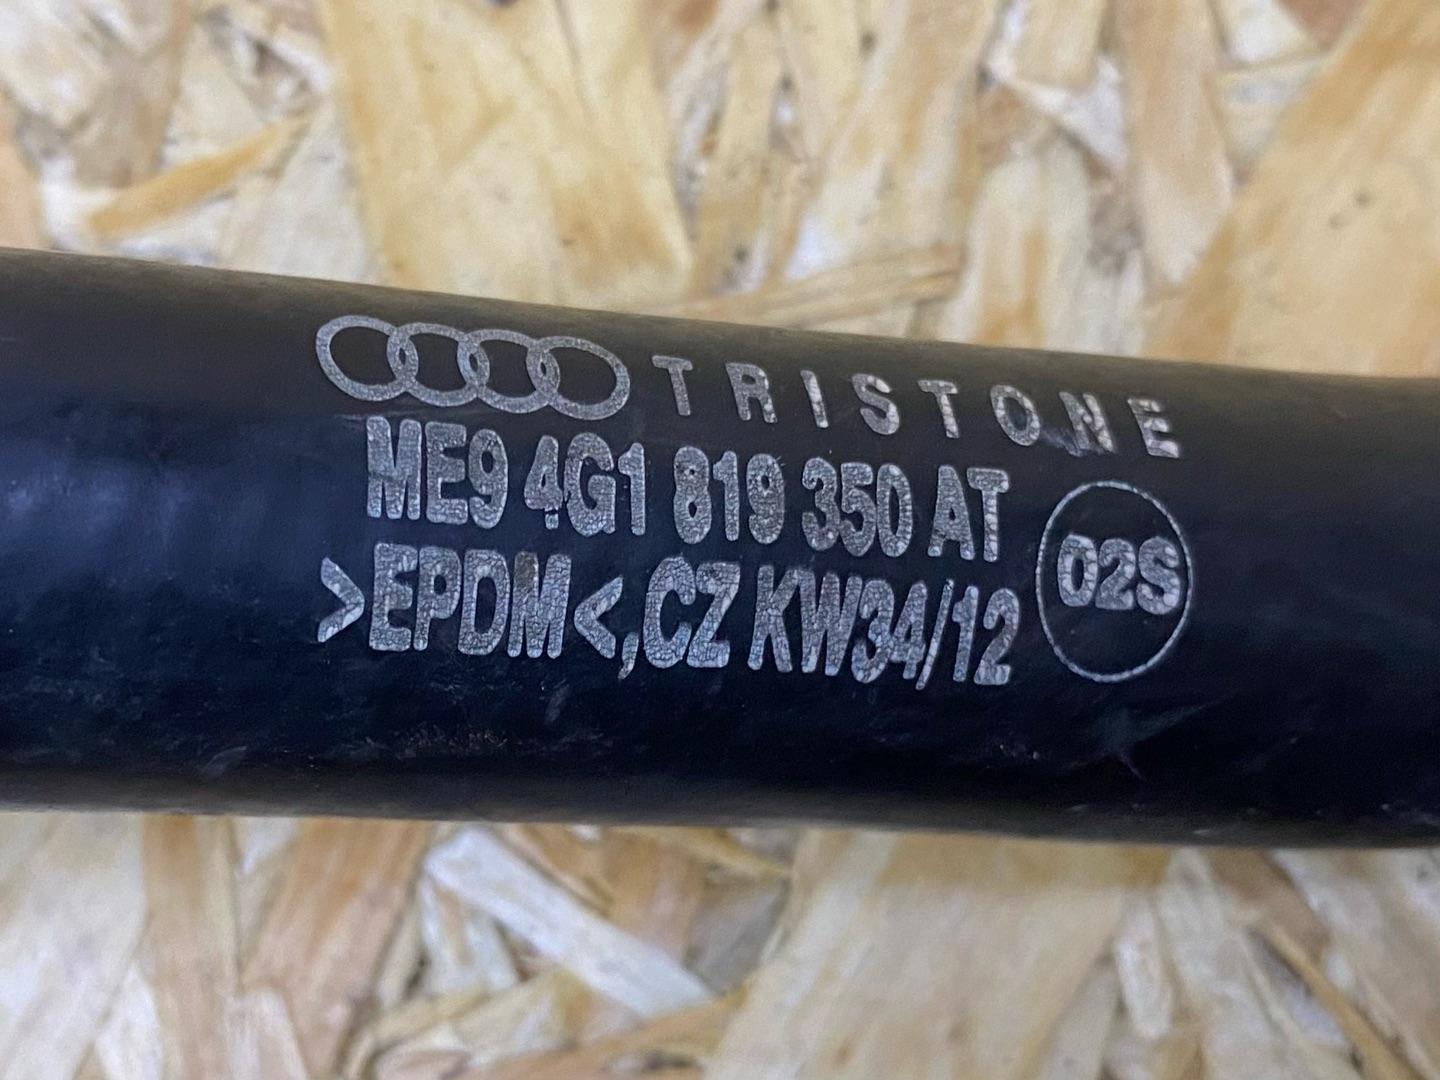 TRISTONE
ME9 4G1 819 350 AT
>EPDM<,CZ KW34/12
02S